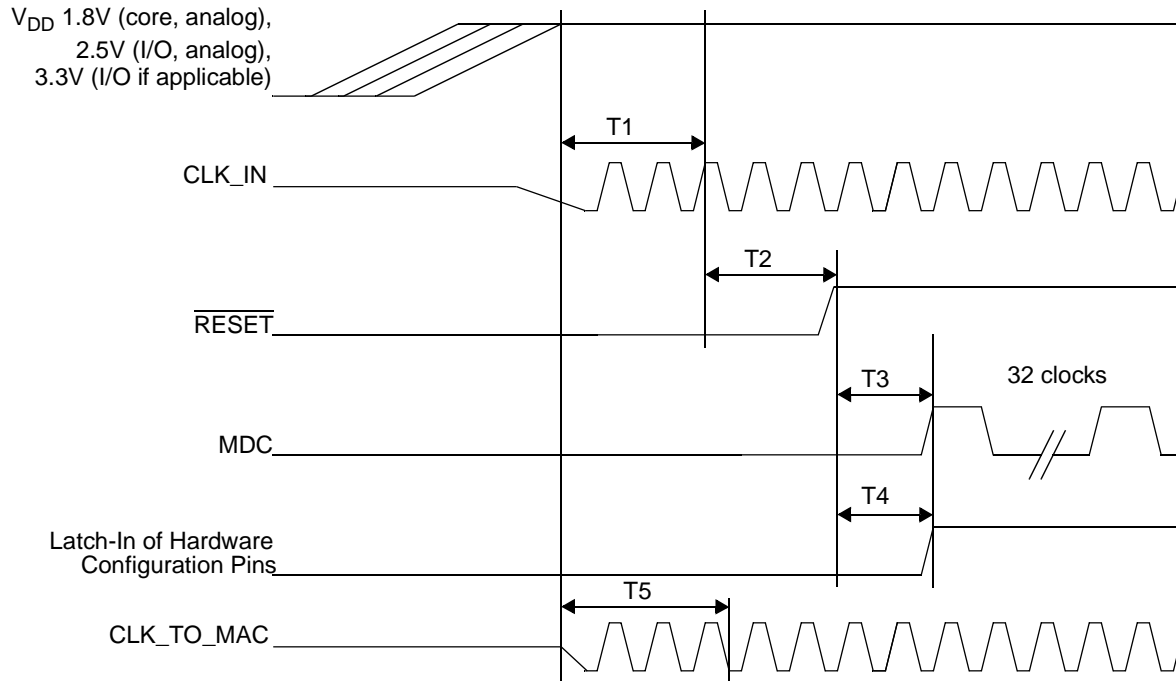 VDD 1.8V (core, analog),
2.5V (I/O, analog),
3.3V (I/O if applicable)
T1
CLK_IN
T2
RESET
T3
32 clocks
MDC
T4
Latch-In of Hardware
Configuration Pins
T5
CLK_TO_MAC